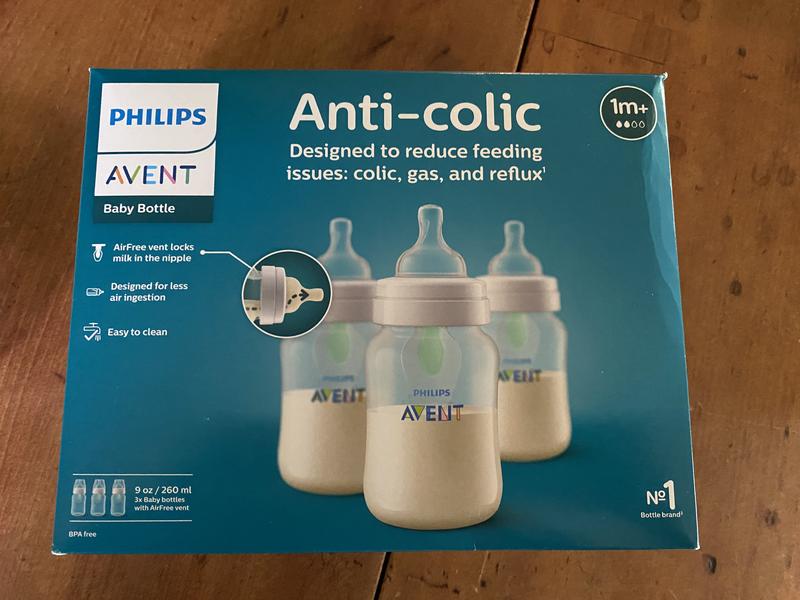 PHILIPS
AVENT
Baby Bottle
Anti-colic
Designed to reduce feeding
issues: colic, gas, and reflux¹
1m+
AirFree vent locks
milk in the nipple
Designed for less
air ingestion
Easy to clean
PHILIPS
AVENT
PHILIPS
AVENT
AVENT
9 oz / 260 ml
3x Baby bottles
with AirFree vent
BPA free
Nº1
Bottle brand²